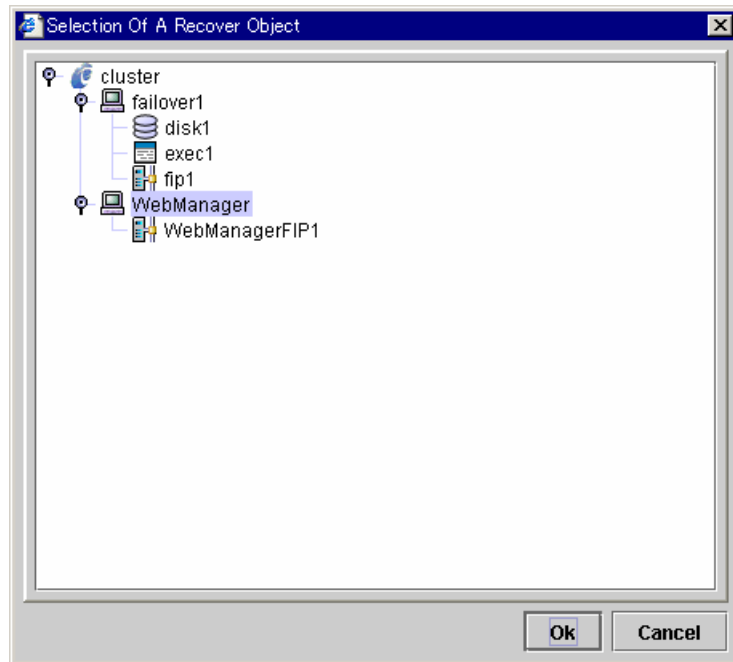 Selection Of A Recover Object
cluster
failover1
disk1
exec1
fip1
WebManager
WebManagerFIP1
Ok Cancel